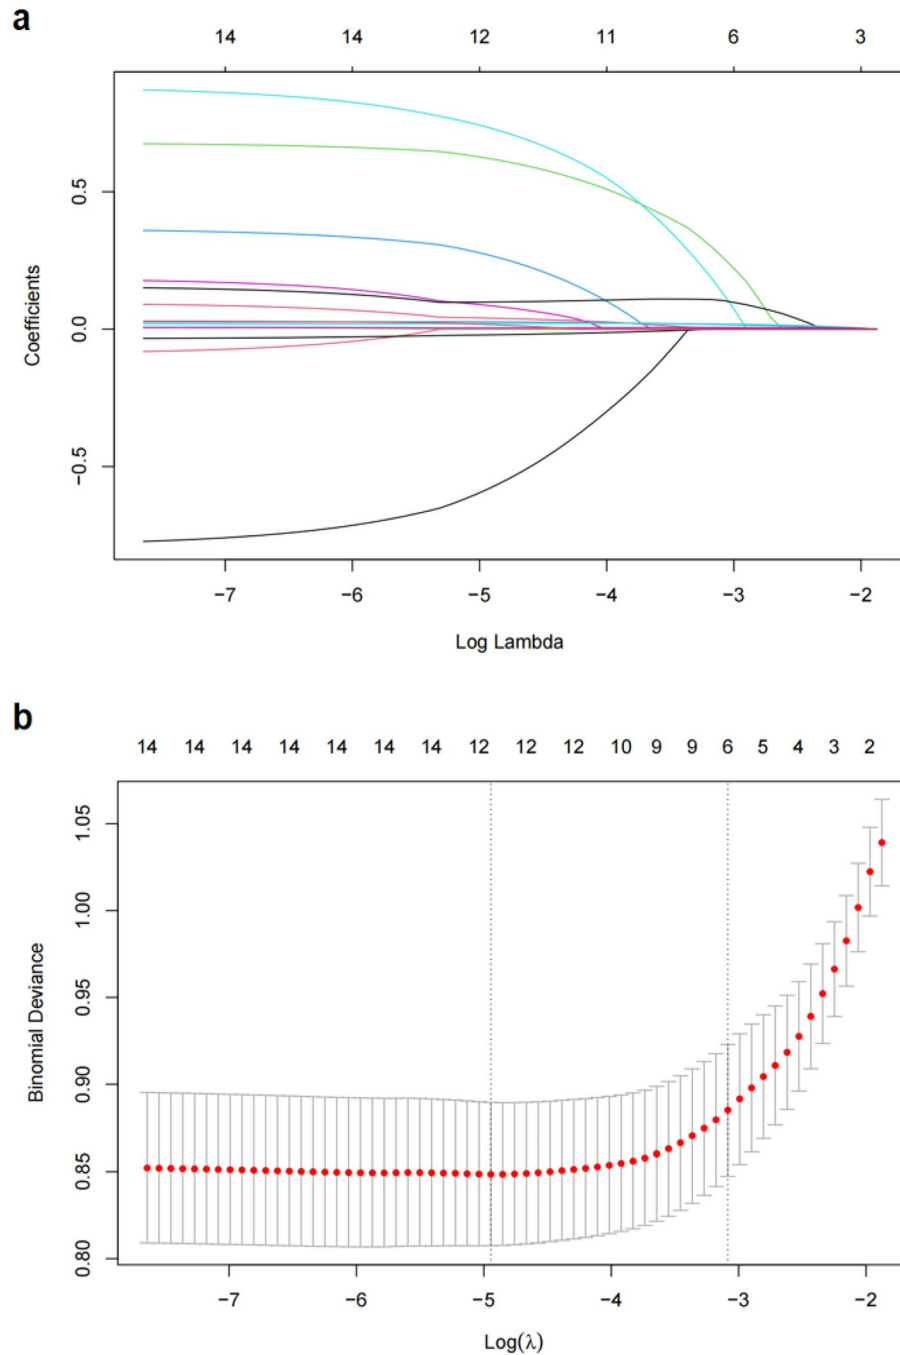 a
14 14 12 11 6 3
0.5
0.0
−0.5
Coefficients
−7 −6 −5 −4 −3 −2
Log Lambda
b
14 14 14 14 14 14 14 12 12 12 10 9 9 6 5 4 3 2
1.05
1.00
0.95
0.90
0.85
0.80
Binomial Deviance
−7 −6 −5 −4 −3 −2
Log(λ)